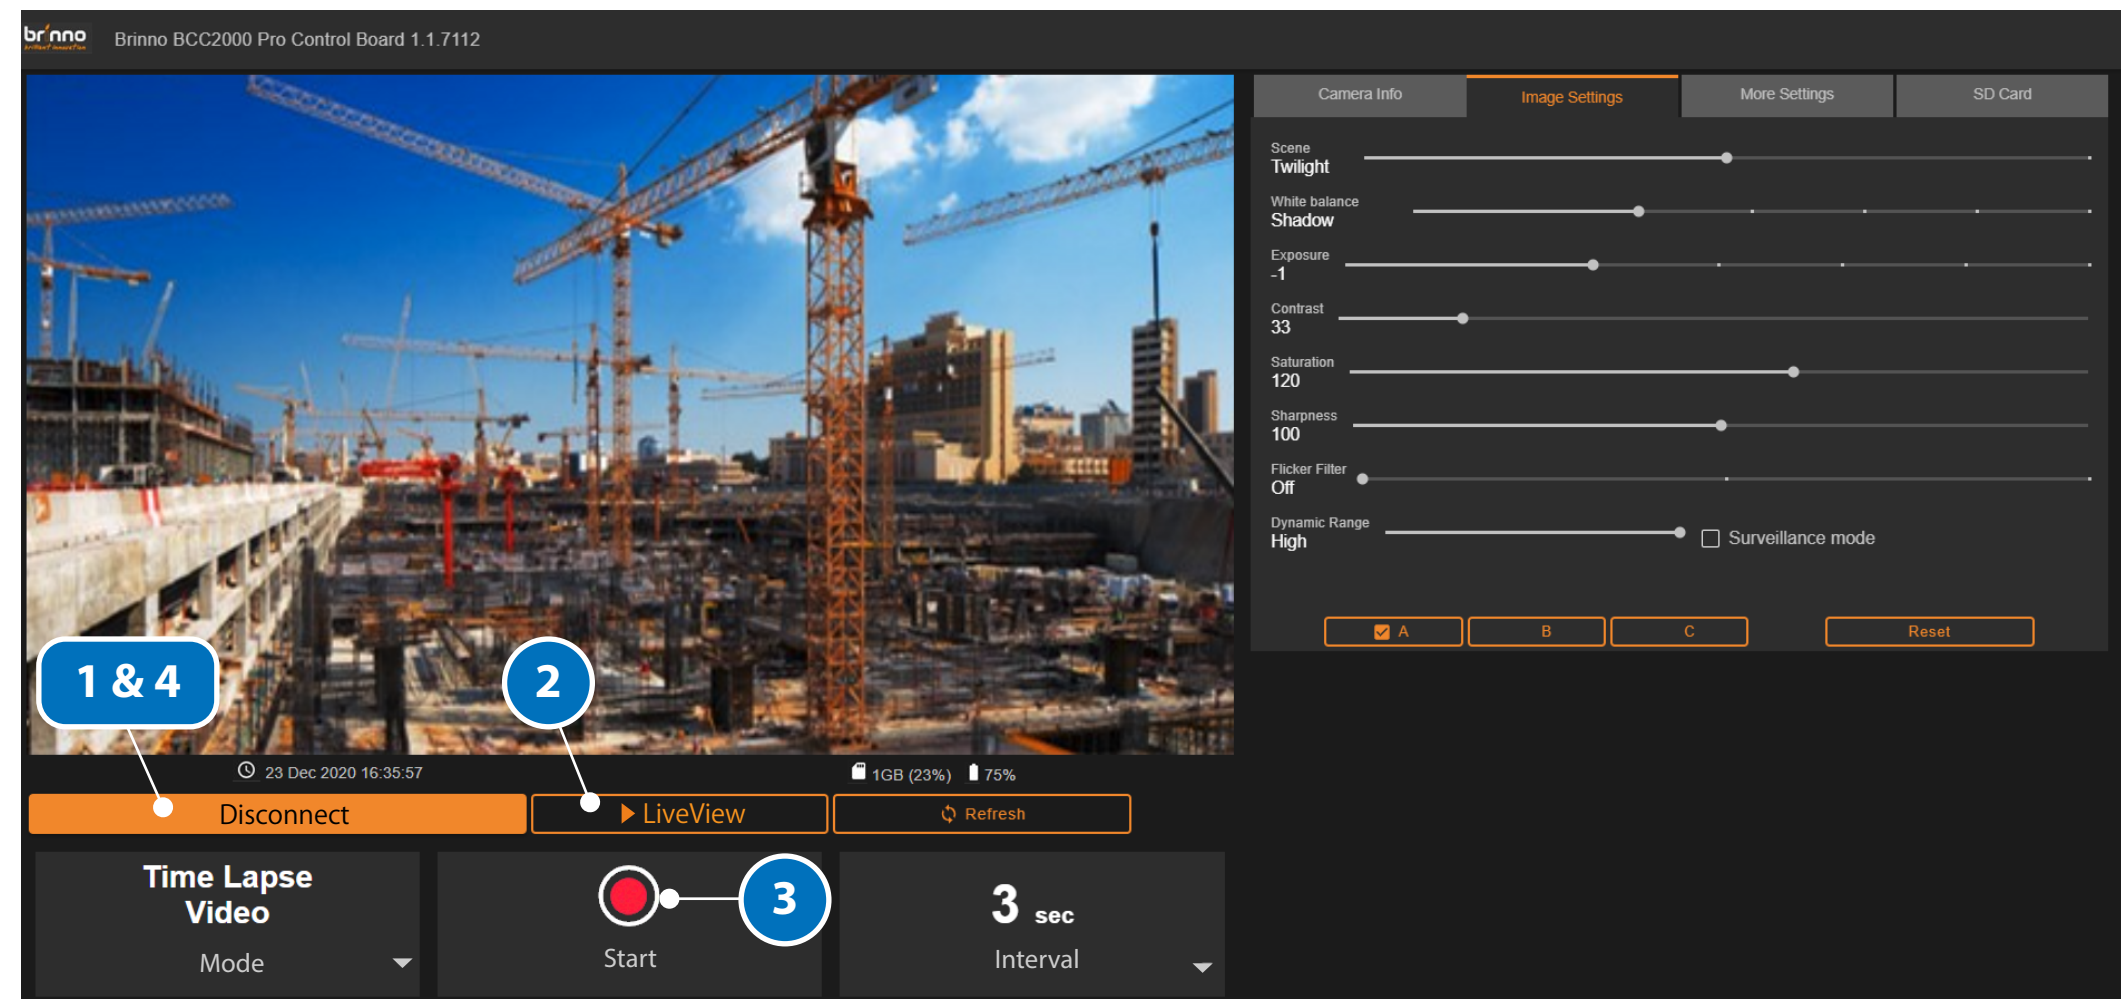 brinno
brilliant innovation
Brinno BCC2000 Pro Control Board 1.1.7112
Camera Info
Image Settings
More Settings
SD Card
Scene
Twilight
White balance
Shadow
Exposure
-1
Contrast
33
Saturation
120
Sharpness
100
Flicker Filter
Off
Dynamic Range
High
Surveillance mode
A
B
C
Reset
1 & 4
2
23 Dec 2020 16:35:57
1GB (23%)
75%
Disconnect
LiveView
Refresh
Time Lapse
Video
Mode
Start
3
3 sec
Interval